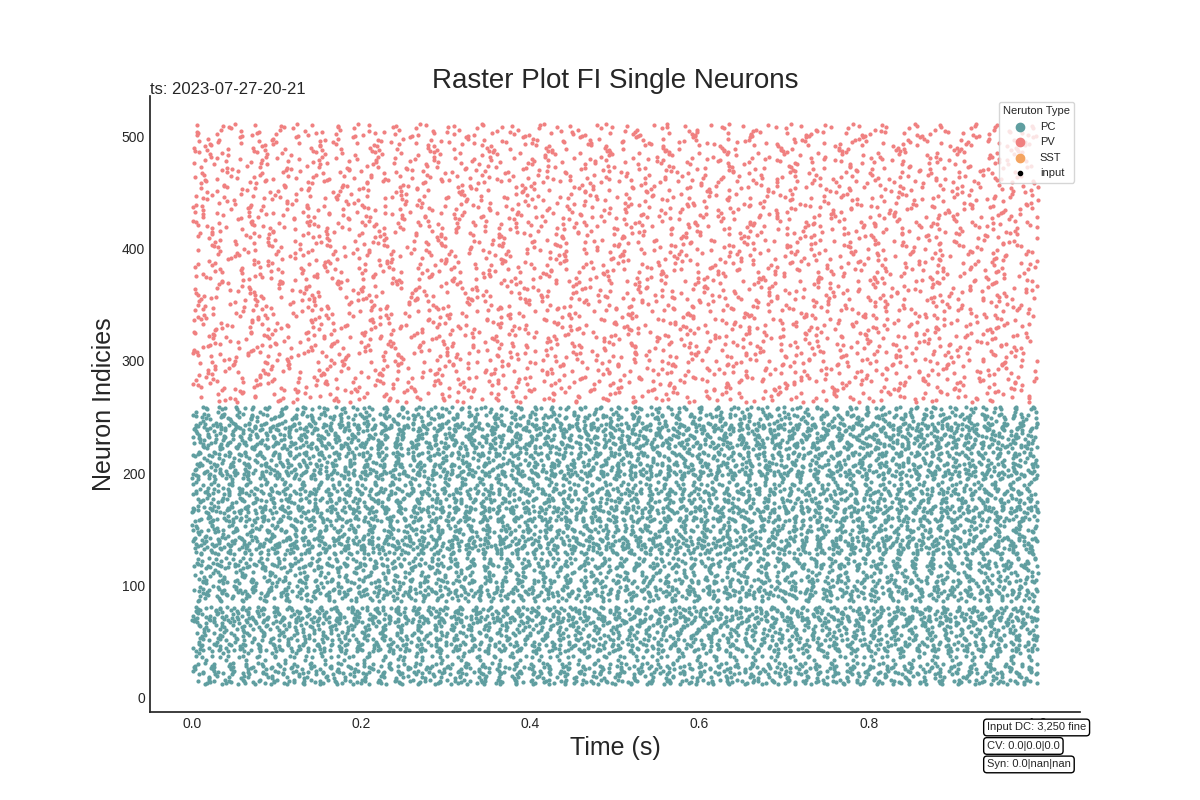 Raster Plot FI Single Neurons
ts: 2023-07-27-20-21
Neruton Type
PC
PV
SST
input
500
400
300
200
100
0
Neuron Indicies
0.0 0.2 0.4 0.6 0.8
Time (s)
Input DC: 3,250 fine
CV: 0.0|0.0|0.0
Syn: 0.0|nan|nan